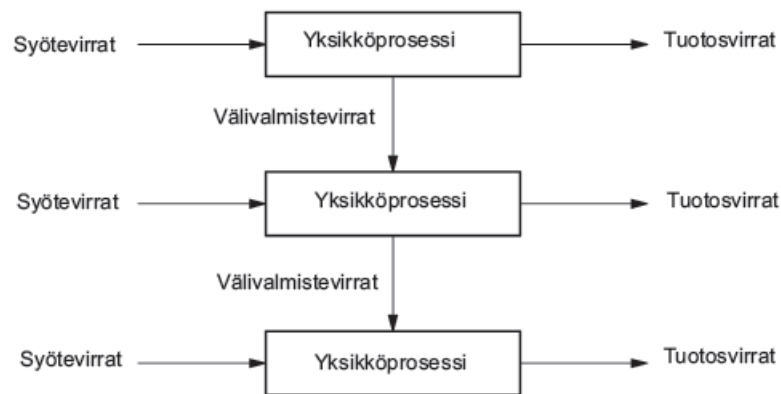 Syötevirrat
Yksikköprosessi
Tuotosvirrat
Välivalmistevirrat
Syötevirrat
Yksikköprosessi
Tuotosvirrat
Välivalmistevirrat
Syötevirrat
Yksikköprosessi
Tuotosvirrat